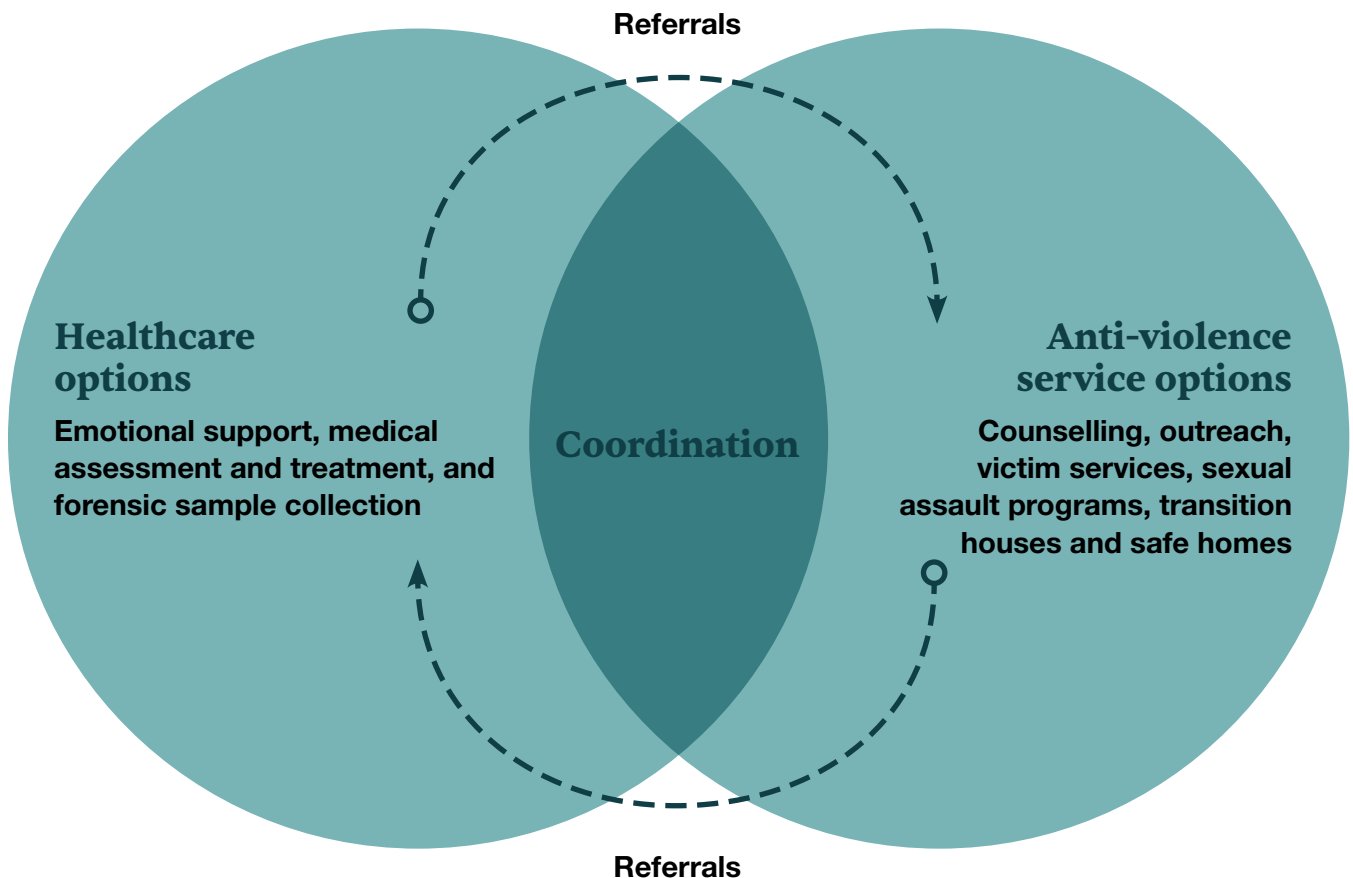 Referrals
Healthcare
options
Emotional support, medical
assessment and treatment, and
forensic sample collection
Coordination
Anti-violence
service options
Counselling, outreach,
victim services, sexual
assault programs, transition
houses and safe homes
Referrals